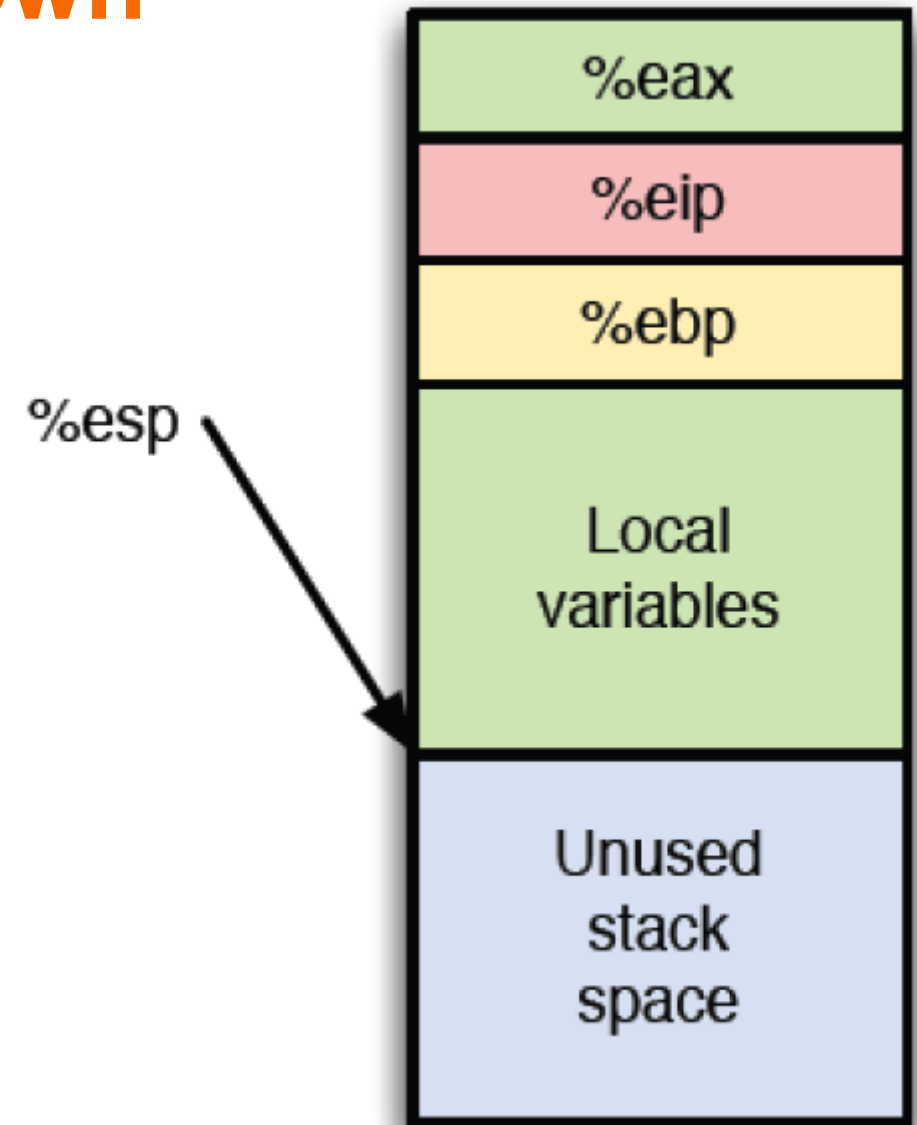 %eax
%eip
%ebp
%esp
Local
variables
Unused
stack
space